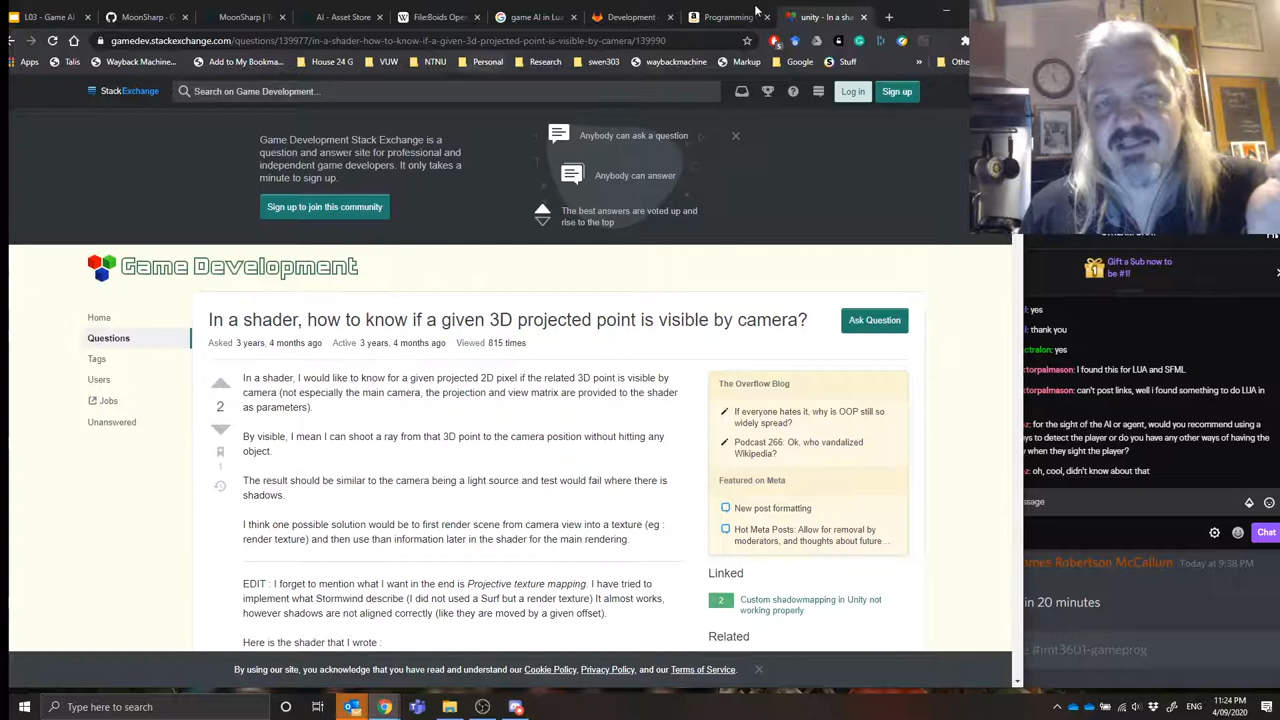 L03 - Game AI
MoonSharp - G
MoonSharp - T
AI - Asset Store
File:Boids Oper
game AI in Lu
Development
Programming
unity - In a sha
gamedev.stackexchange.com/questions/139977/in-a-shader-how-to-know-if-a-given-3d-projected-point-is-visible-by-camera/139990
Apps
Talis
Wayback Machine...
Add to My Bookma...
House 24 G
VUW
NTNU
Personal
Research
swen303
waybackmachine
Markup
Google
Stuff
»
Other
StackExchange
Search on Game Development...
Log in
Sign up
Game Development Stack Exchange is a
question and answer site for professional and
independent game developers. It only takes a
minute to sign up.
Sign up to join this community
Anybody can ask a question
Anybody can answer
The best answers are voted up and
rise to the top
Game Development
Home
Questions
Tags
Users
Jobs
Unanswered
In a shader, how to know if a given 3D projected point is visible by camera?
Ask Question
Asked 3 years, 4 months ago Active 3 years, 4 months ago Viewed 815 times
2
1
In a shader, I would like to know for a given projected 2D pixel if the related 3D point is visible by
camera (not especially the main camera, the projection and view matrix are provided to the shader
as parameters).
By visible, I mean I can shoot a ray from that 3D point to the camera position without hitting any
object.
The result should be similar to the camera being a light source and test would fail where there is
shadows.
I think one possible solution would be to first render scene from camera view into a texture (eg :
render texture) and then use than information later in the shader for the main rendering.
EDIT : I forget to mention what I want in the end is Projective texture mapping. I have tried to
implement what Stormwind describe (I did not used a Surf but a render texture) It almost works,
however shadows are not aligned correctly (like they are moved by a given offset).
Here is the shader that I wrote :
The Overflow Blog
If everyone hates it, why is OOP still so
widely spread?
Podcast 266: Ok, who vandalized
Wikipedia?
Featured on Meta
New post formatting
Hot Meta Posts: Allow for removal by
moderators, and thoughts about future...
Linked
2 Custom shadowmapping in Unity not
working properly
Related
By using our site, you acknowledge that you have read and understand our Cookie Policy, Privacy Policy, and our Terms of Service.
Gift a Sub now to
be #1!
1
yes
: thank you
ctralon: yes
ktorpalmason: I found this for LUA and SFML
ktorpalmason: can't post links, well i found something to do LUA in
z: for the sight of the AI or agent, would you recommend using a
ys to detect the player or do you have any other ways of having the
y when they sight the player?
z: oh, cool, didn't know about that
ssage
Chat
ames Robertson McCallum Today at 9:38 PM
in 20 minutes
e #imt3601-gameprog
Type here to search
11:24 PM
4/09/2020